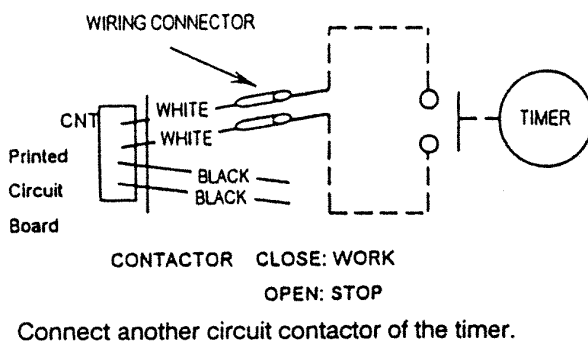 WIRING CONNECTOR
CNT
WHITE
WHITE
TIMER
Printed
Circuit
Board
BLACK
BLACK
CONTACTOR CLOSE: WORK
OPEN: STOP
Connect another circuit contactor of the timer.